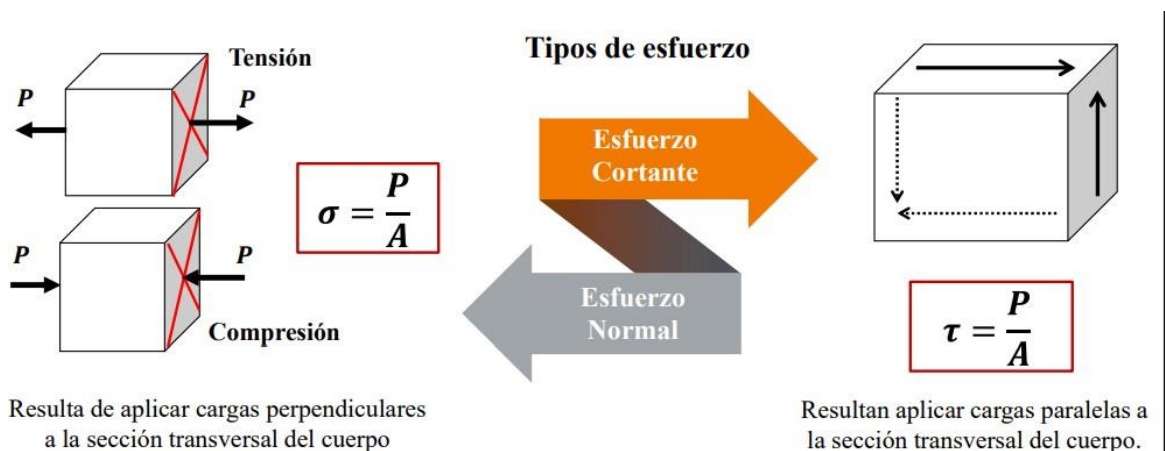 Tipos de esfuerzo
Tensión
P
P
σ = P/A
P
P
Compresión
Resulta de aplicar cargas perpendiculares
a la sección transversal del cuerpo
Esfuerzo
Cortante
Esfuerzo
Normal
τ = P/A
Resultan aplicar cargas paralelas a
la sección transversal del cuerpo.